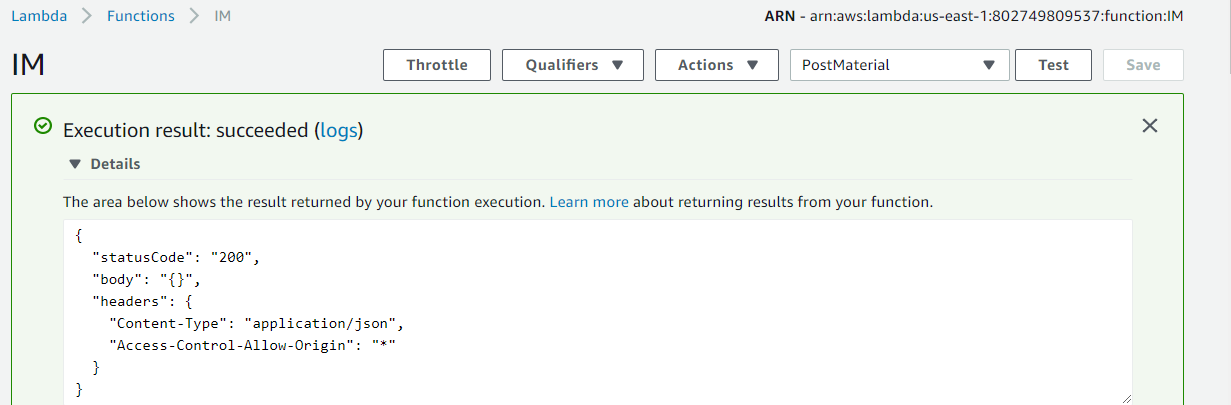 Lambda > Functions > IM
ARN - arn:aws:lambda:us-east-1:802749809537:function:IM
IM
Throttle
Qualifiers
Actions
PostMaterial
Test
Save
Execution result: succeeded (logs)
Details
The area below shows the result returned by your function execution. Learn more about returning results from your function.
{
  "statusCode": "200",
  "body": "{}",
  "headers": {
    "Content-Type": "application/json",
    "Access-Control-Allow-Origin": "*"
  }
}